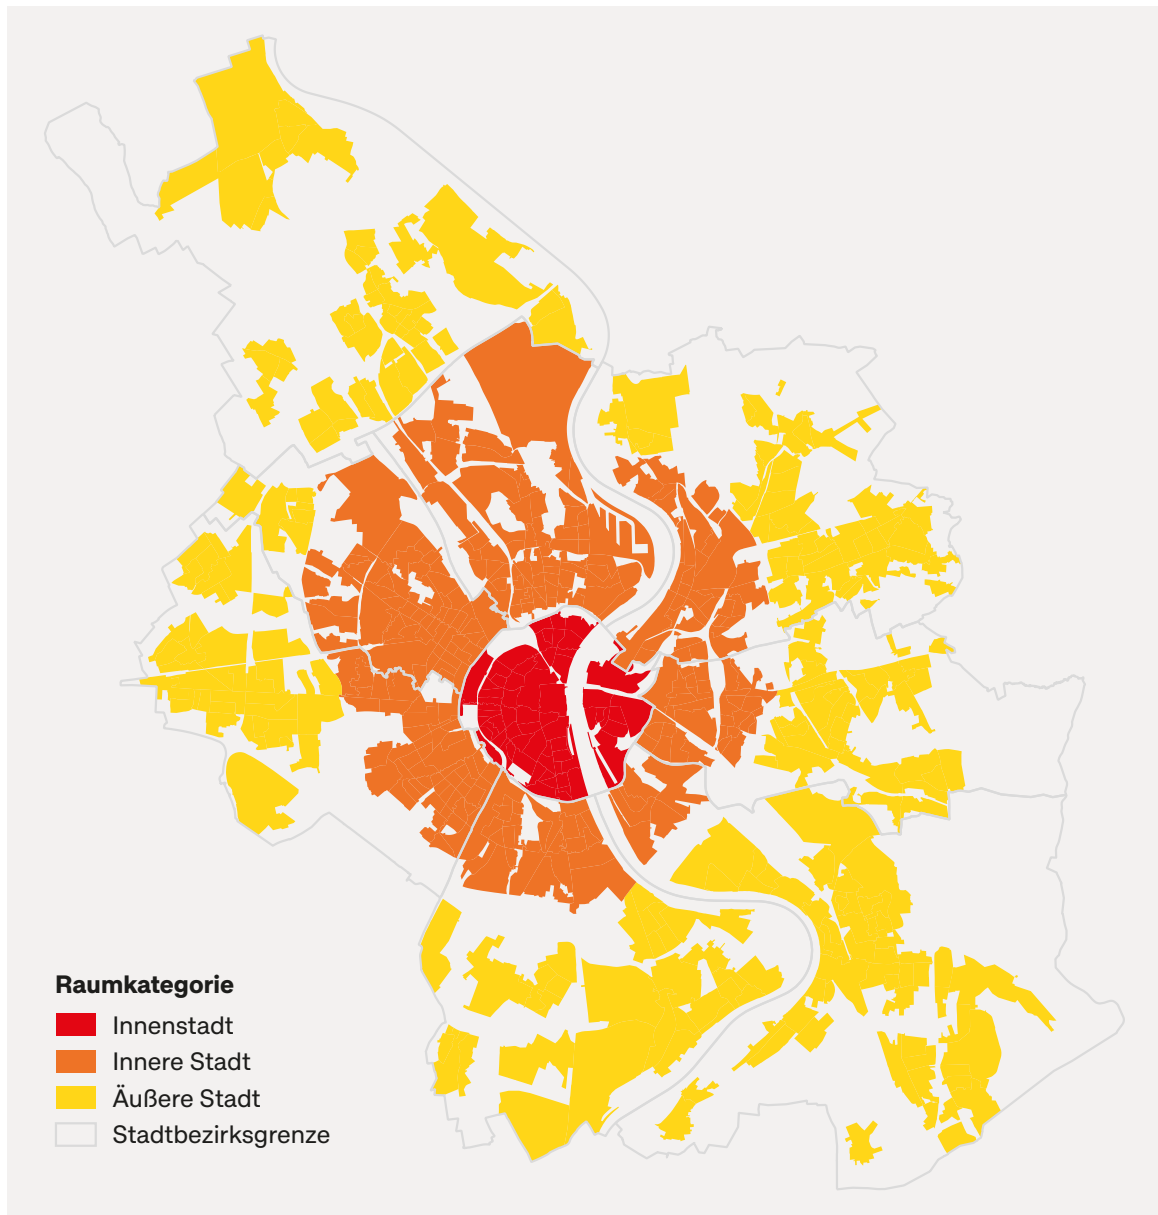 Raumkategorie
Innenstadt
Innere Stadt
Äußere Stadt
Stadtbezirksgrenze